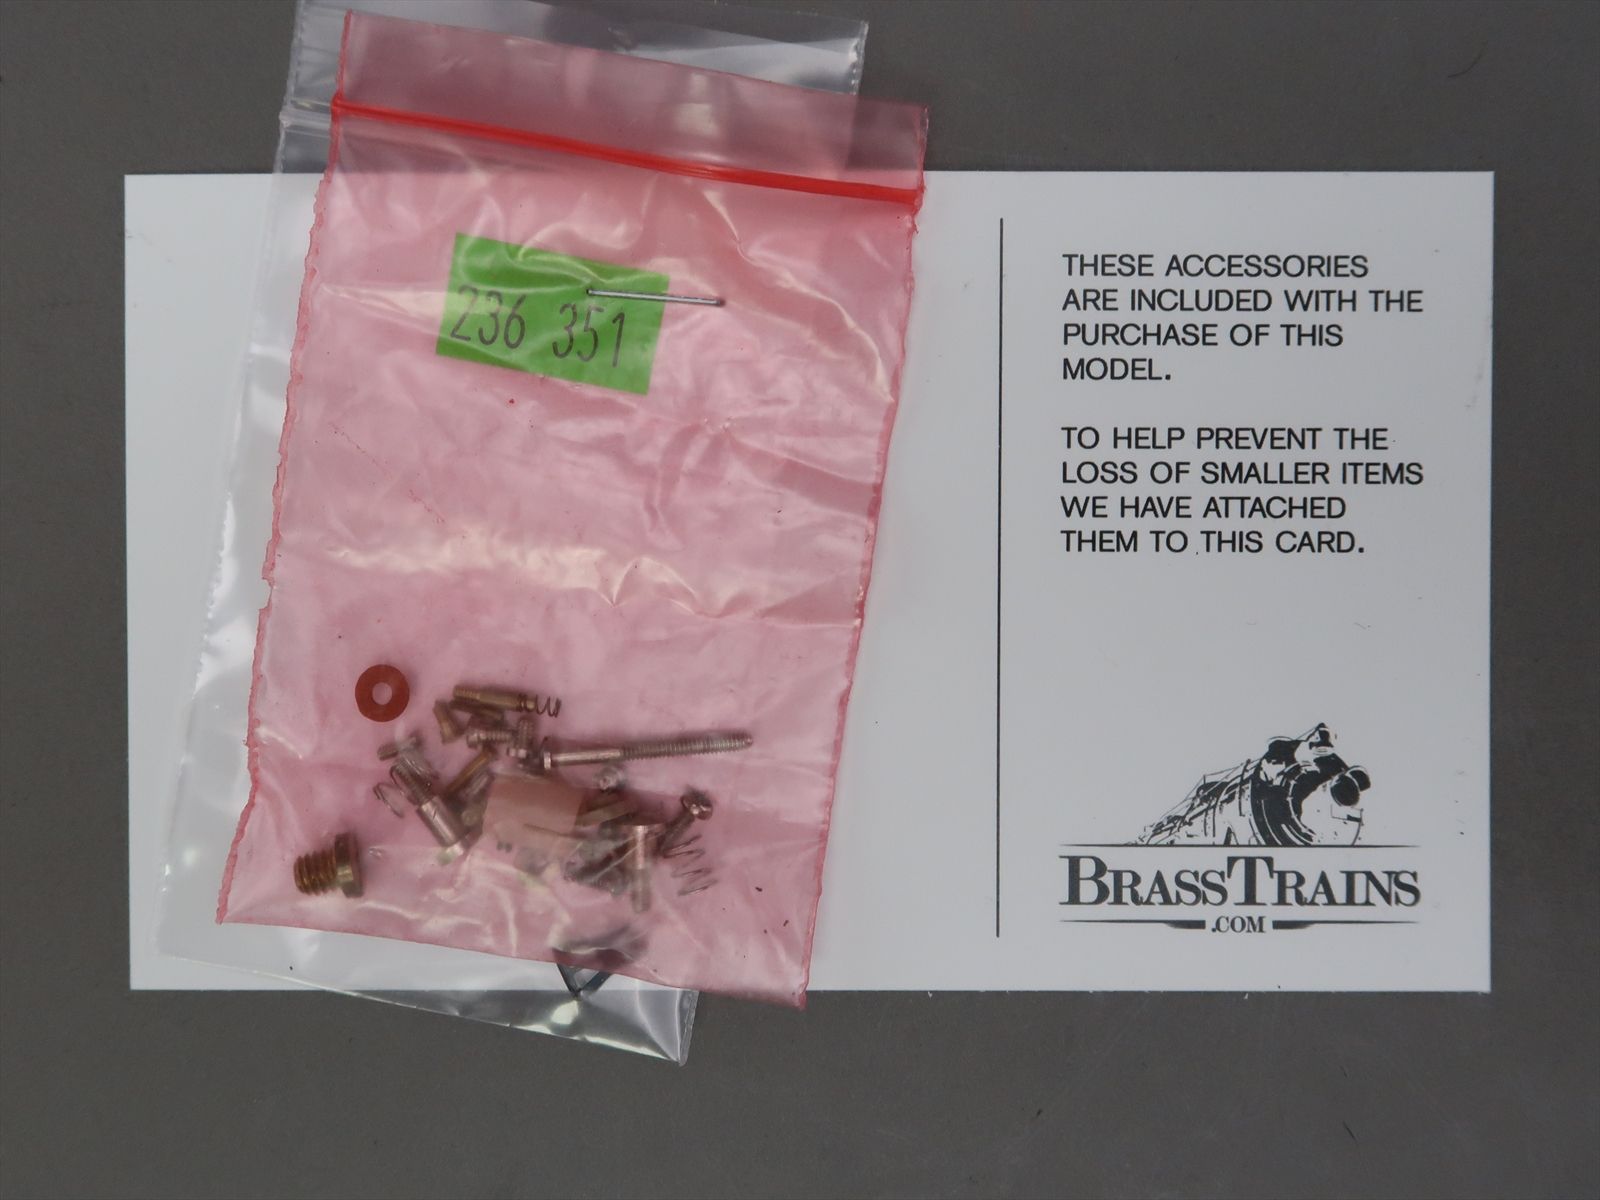 236 351
THESE ACCESSORIES
ARE INCLUDED WITH THE
PURCHASE OF THIS
MODEL.
TO HELP PREVENT THE
LOSS OF SMALLER ITEMS
WE HAVE ATTACHED
THEM TO THIS CARD.
BRASSTRAINS
.COM